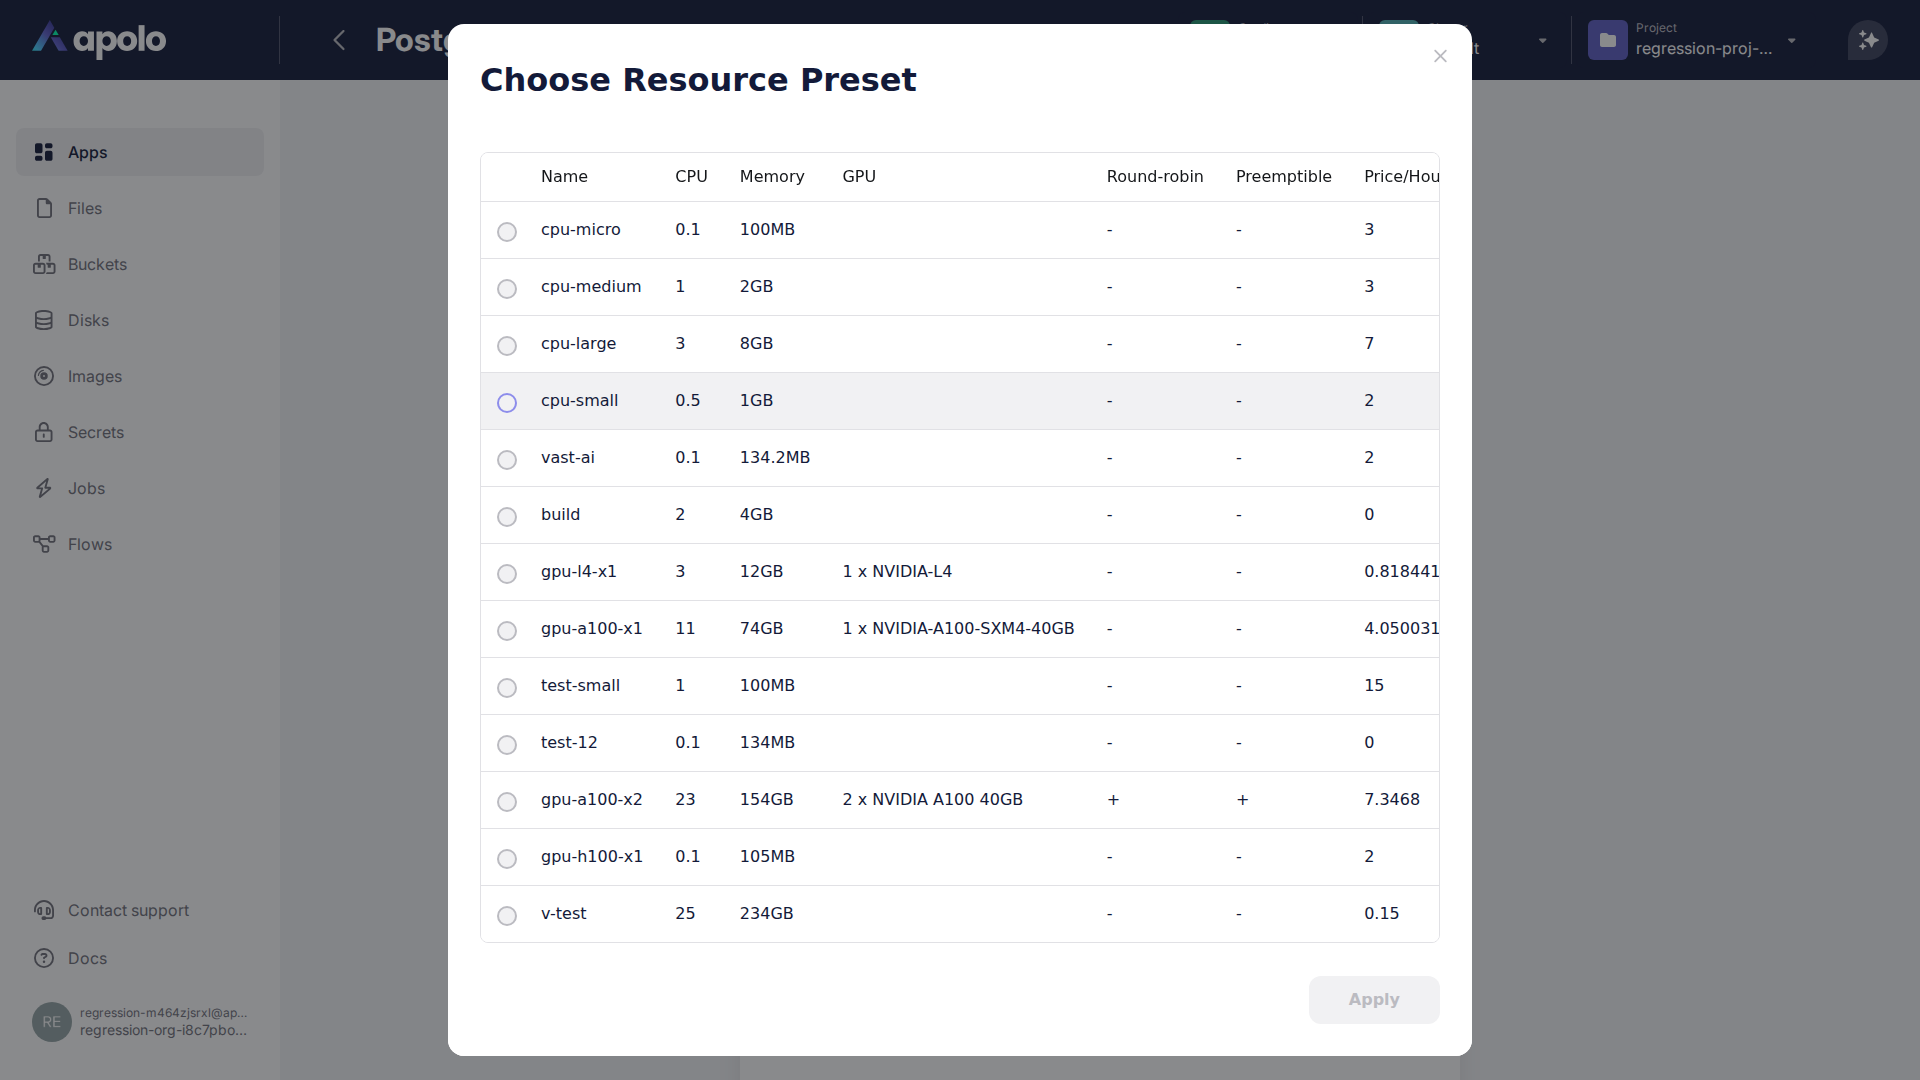 apolo
Choose Resource Preset
Project
regression-proj-...
Apps
Files
Buckets
Disks
Images
Secrets
Jobs
Flows
Name CPU Memory GPU Round-robin Preemptible Price/Hou
cpu-micro 0.1 100MB - - 3
cpu-medium 1 2GB - - 3
cpu-large 3 8GB - - 7
cpu-small 0.5 1GB - - 2
vast-ai 0.1 134.2MB - - 2
build 2 4GB - - 0
gpu-l4-x1 3 12GB 1 x NVIDIA-L4 - - 0.818441
gpu-a100-x1 11 74GB 1 x NVIDIA-A100-SXM4-40GB - - 4.050031
test-small 1 100MB - - 15
test-12 0.1 134MB - - 0
gpu-a100-x2 23 154GB 2 x NVIDIA A100 40GB + + 7.3468
gpu-h100-x1 0.1 105MB - - 2
v-test 25 234GB - - 0.15
Apply
Contact support
Docs
RE
regression-m464zjsrxl@ap...
regression-org-i8c7pbo...